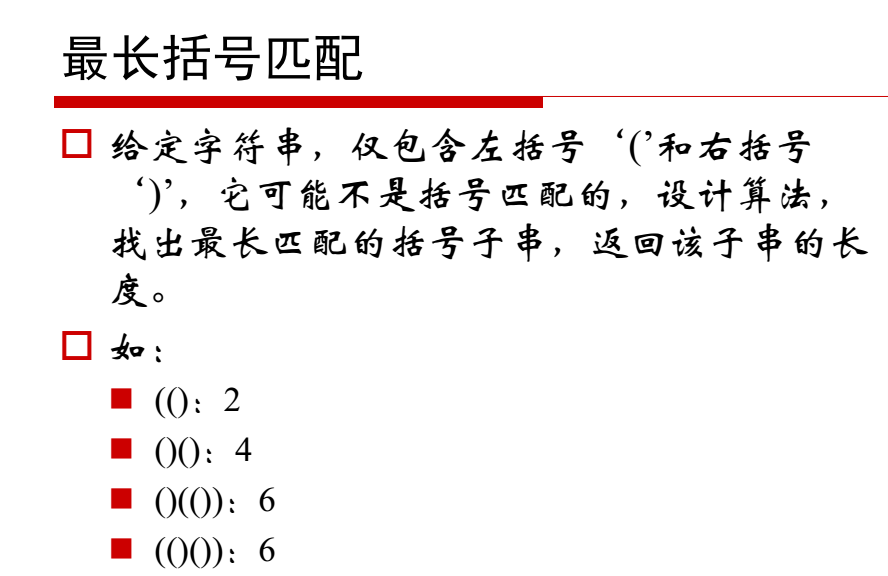 最长括号匹配
给定字符串，仅包含左括号‘(’和右括号
‘)’，它可能不是括号匹配的，设计算法，
找出最长匹配的括号子串，返回该子串的长
度。
如：
((): 2
()(): 4
()(()): 6
(()()): 6